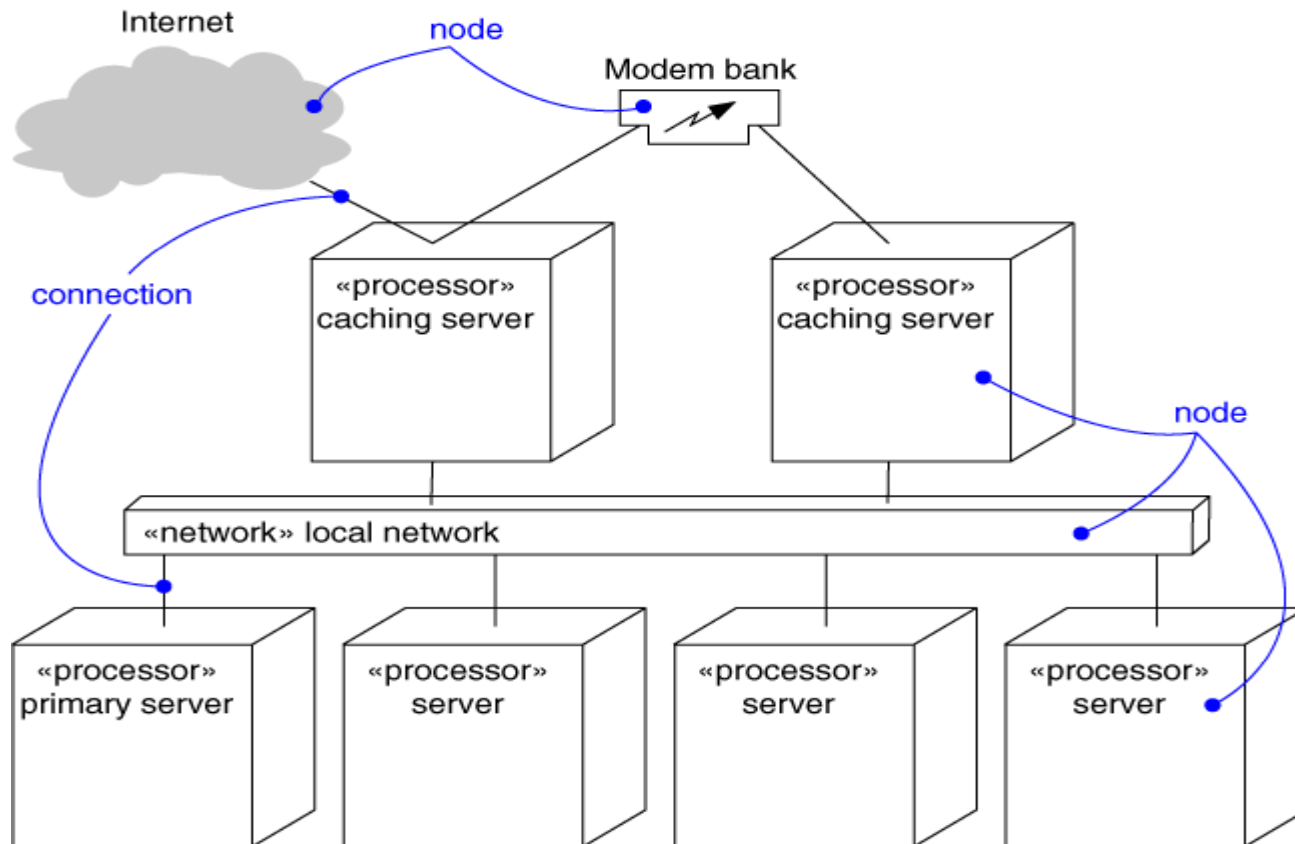 Internet
node
Modem bank
«processor»
caching server
«processor»
caching server
connection
node
«network» local network
«processor»
primary server
«processor»
server
«processor»
server
«processor»
server